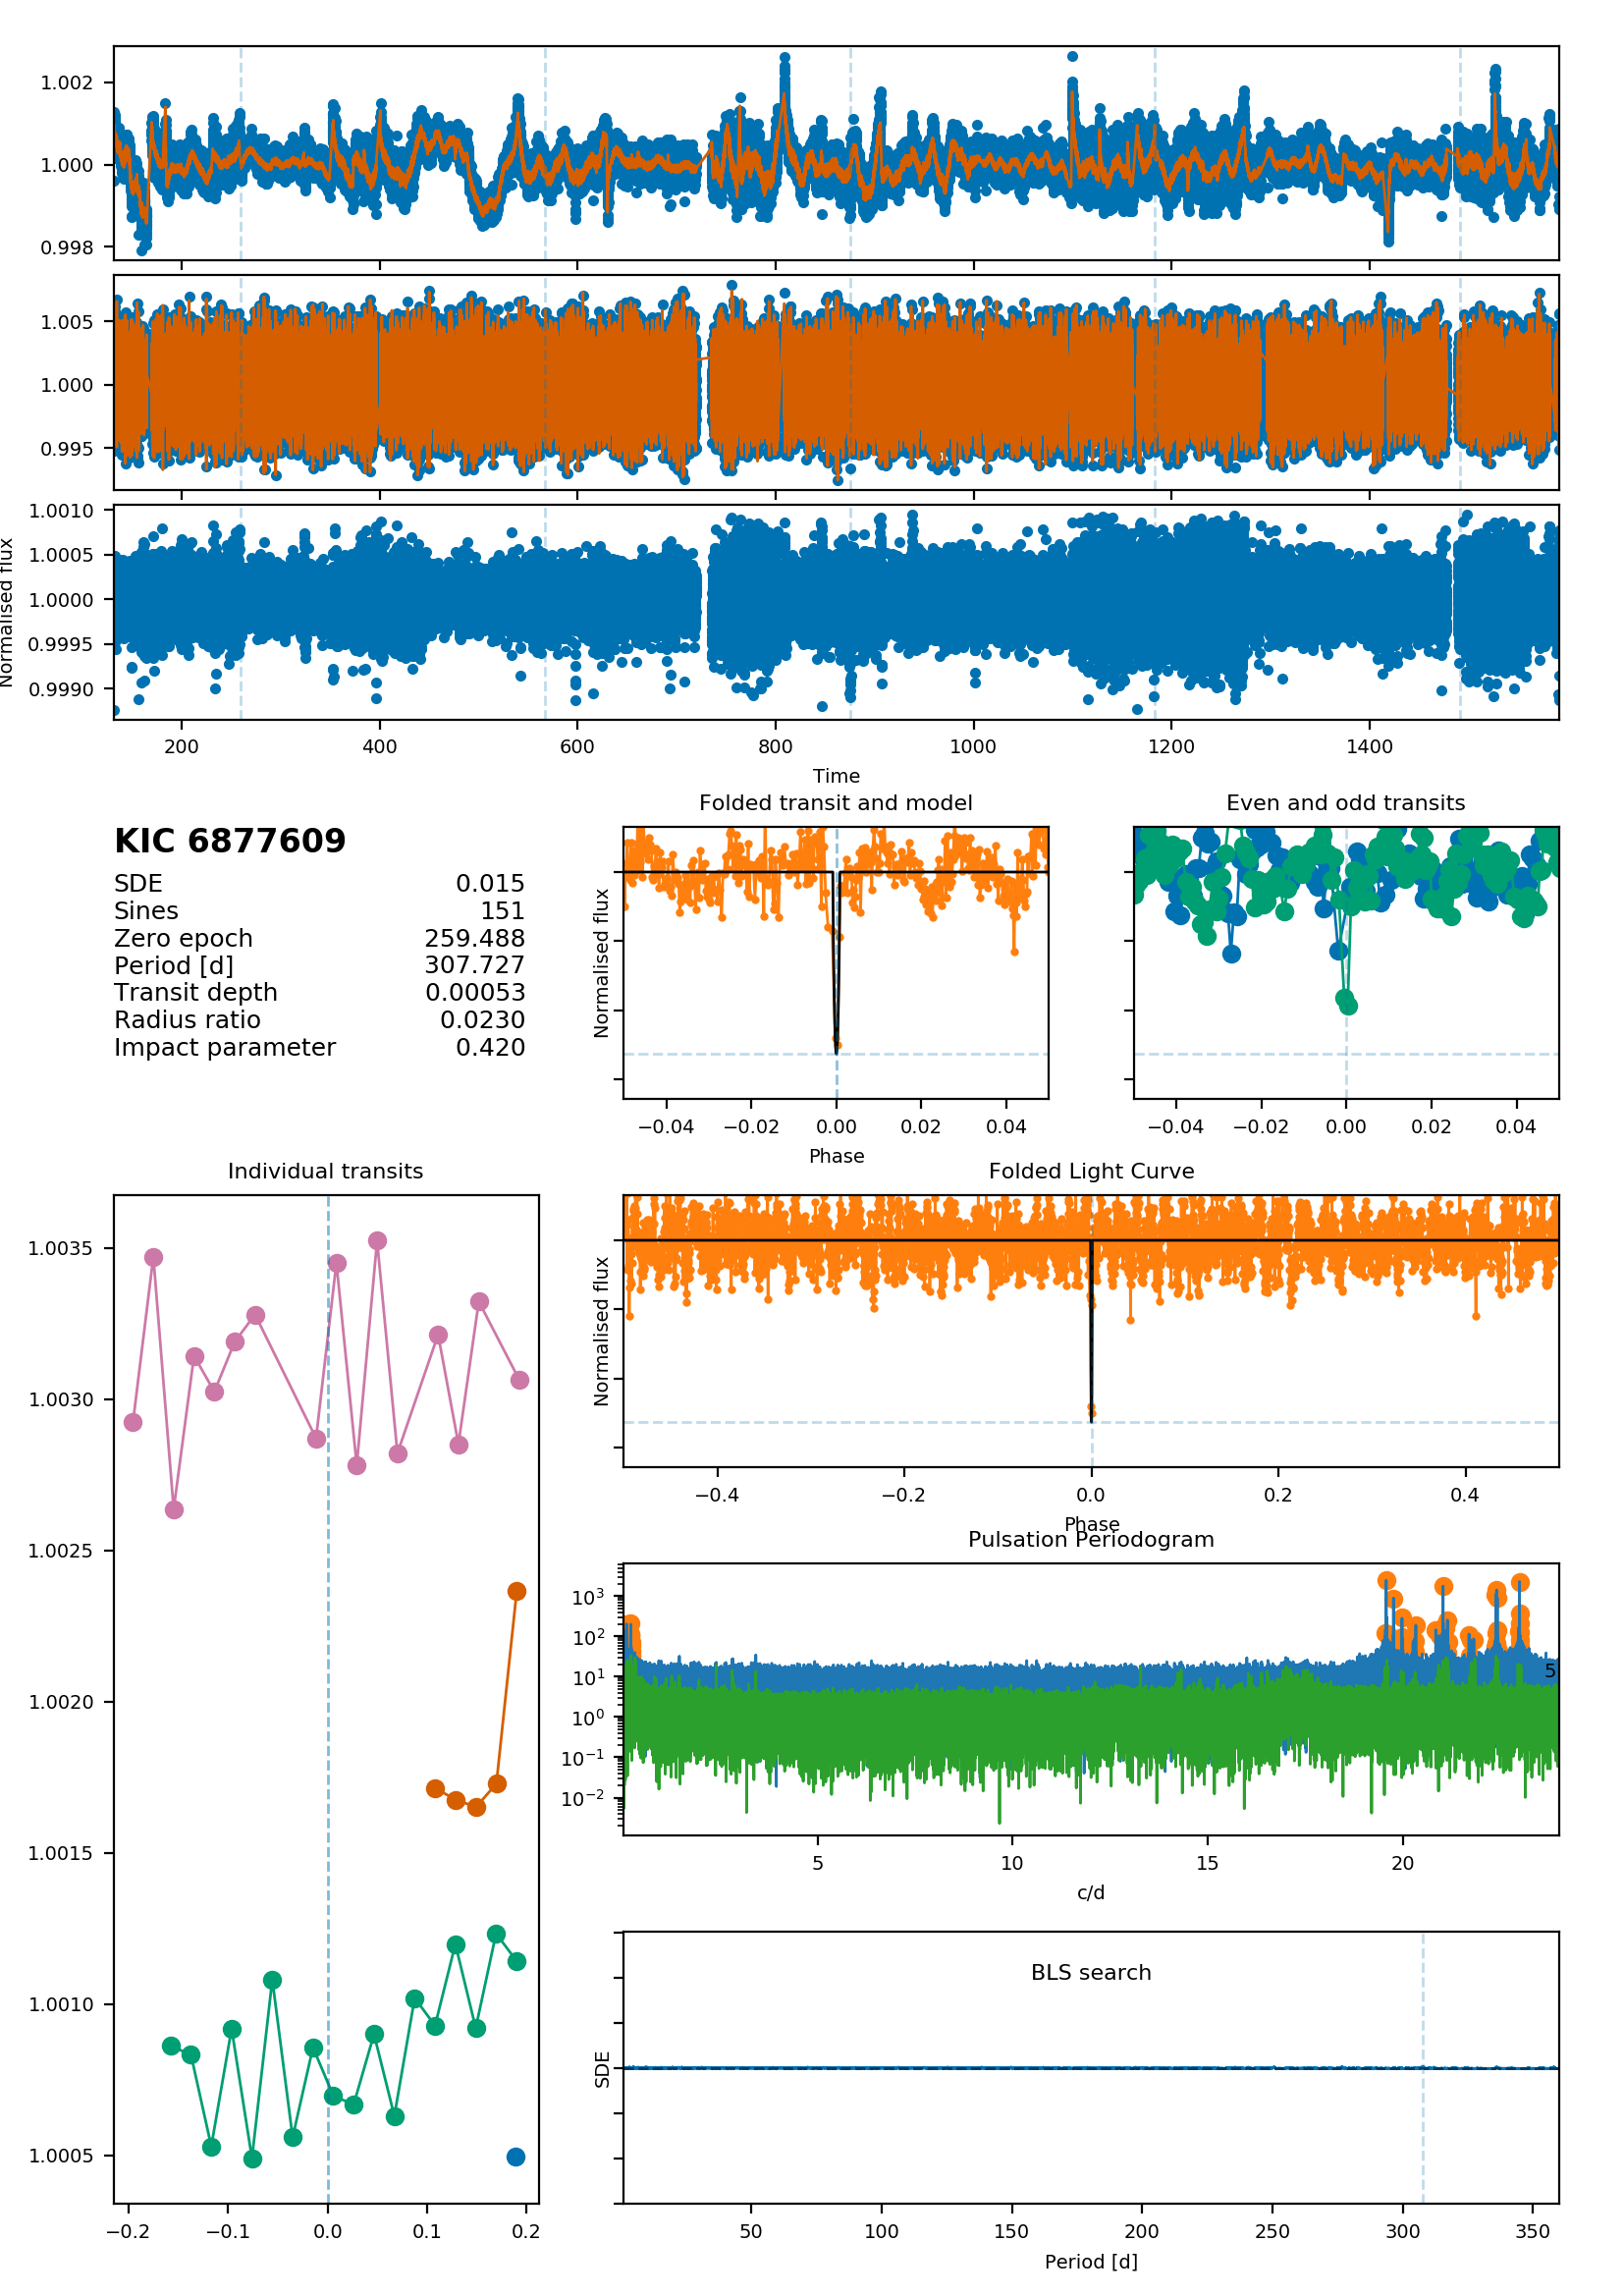 1.002
1.000
0.998
1.005
1.000
0.995
1.0010
1.0005
1.0000
0.9995
0.9990
Normalised flux
200 400 600 800 1000 1200 1400
Time
KIC 6877609
SDE 0.015
Sines 151
Zero epoch 259.488
Period [d] 307.727
Transit depth 0.00053
Radius ratio 0.0230
Impact parameter 0.420
Folded transit and model
Normalised flux
−0.04 −0.02 0.00 0.02 0.04
Phase
Even and odd transits
−0.04 −0.02 0.00 0.02 0.04
Individual transits
1.0035
1.0030
1.0025
1.0020
1.0015
1.0010
1.0005
−0.2 −0.1 0.0 0.1 0.2
Folded Light Curve
Normalised flux
−0.4 −0.2 0.0 0.2 0.4
Phase
Pulsation Periodogram
10³
10²
10¹
10⁰
10⁻¹
10⁻²
5
5 10 15 20
c/d
BLS search
SDE
50 100 150 200 250 300 350
Period [d]